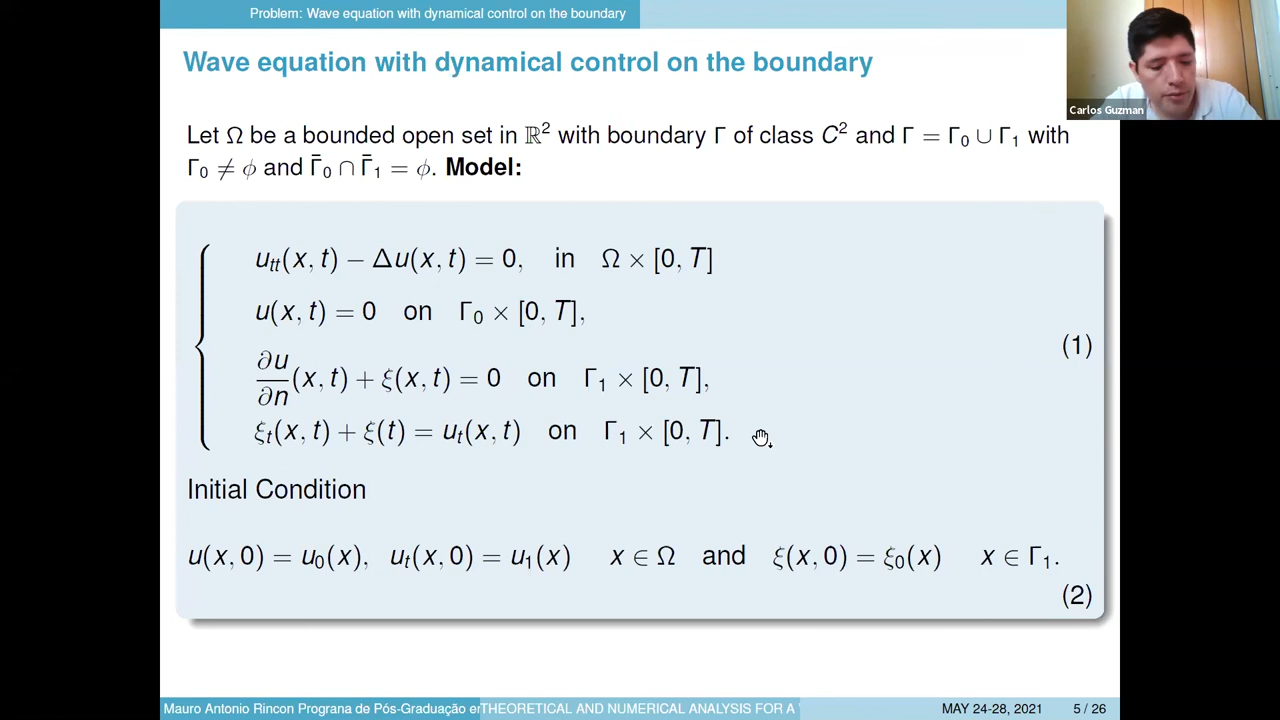 Problem: Wave equation with dynamical control on the boundary
Wave equation with dynamical control on the boundary
Carlos Guzman
Let Ω be a bounded open set in ℝ² with boundary Γ of class C² and Γ = Γ₀ ∪ Γ₁ with
Γ₀ ≠ ϕ and Γ̄₀ ∩ Γ̄₁ = ϕ. Model:
uₜₜ(x, t) − Δu(x, t) = 0, in Ω × [0, T]
u(x, t) = 0 on Γ₀ × [0, T],
∂u/∂n(x, t) + ξ(x, t) = 0 on Γ₁ × [0, T],
(1)
ξₜ(x, t) + ξ(t) = uₜ(x, t) on Γ₁ × [0, T].
Initial Condition
u(x, 0) = u₀(x), uₜ(x, 0) = u₁(x) x ∈ Ω and ξ(x, 0) = ξ₀(x) x ∈ Γ₁.
(2)
Mauro Antonio Rincon Programa de Pós-Graduação em THEORETICAL AND NUMERICAL ANALYSIS FOR A MAY 24-28, 2021 5 / 26